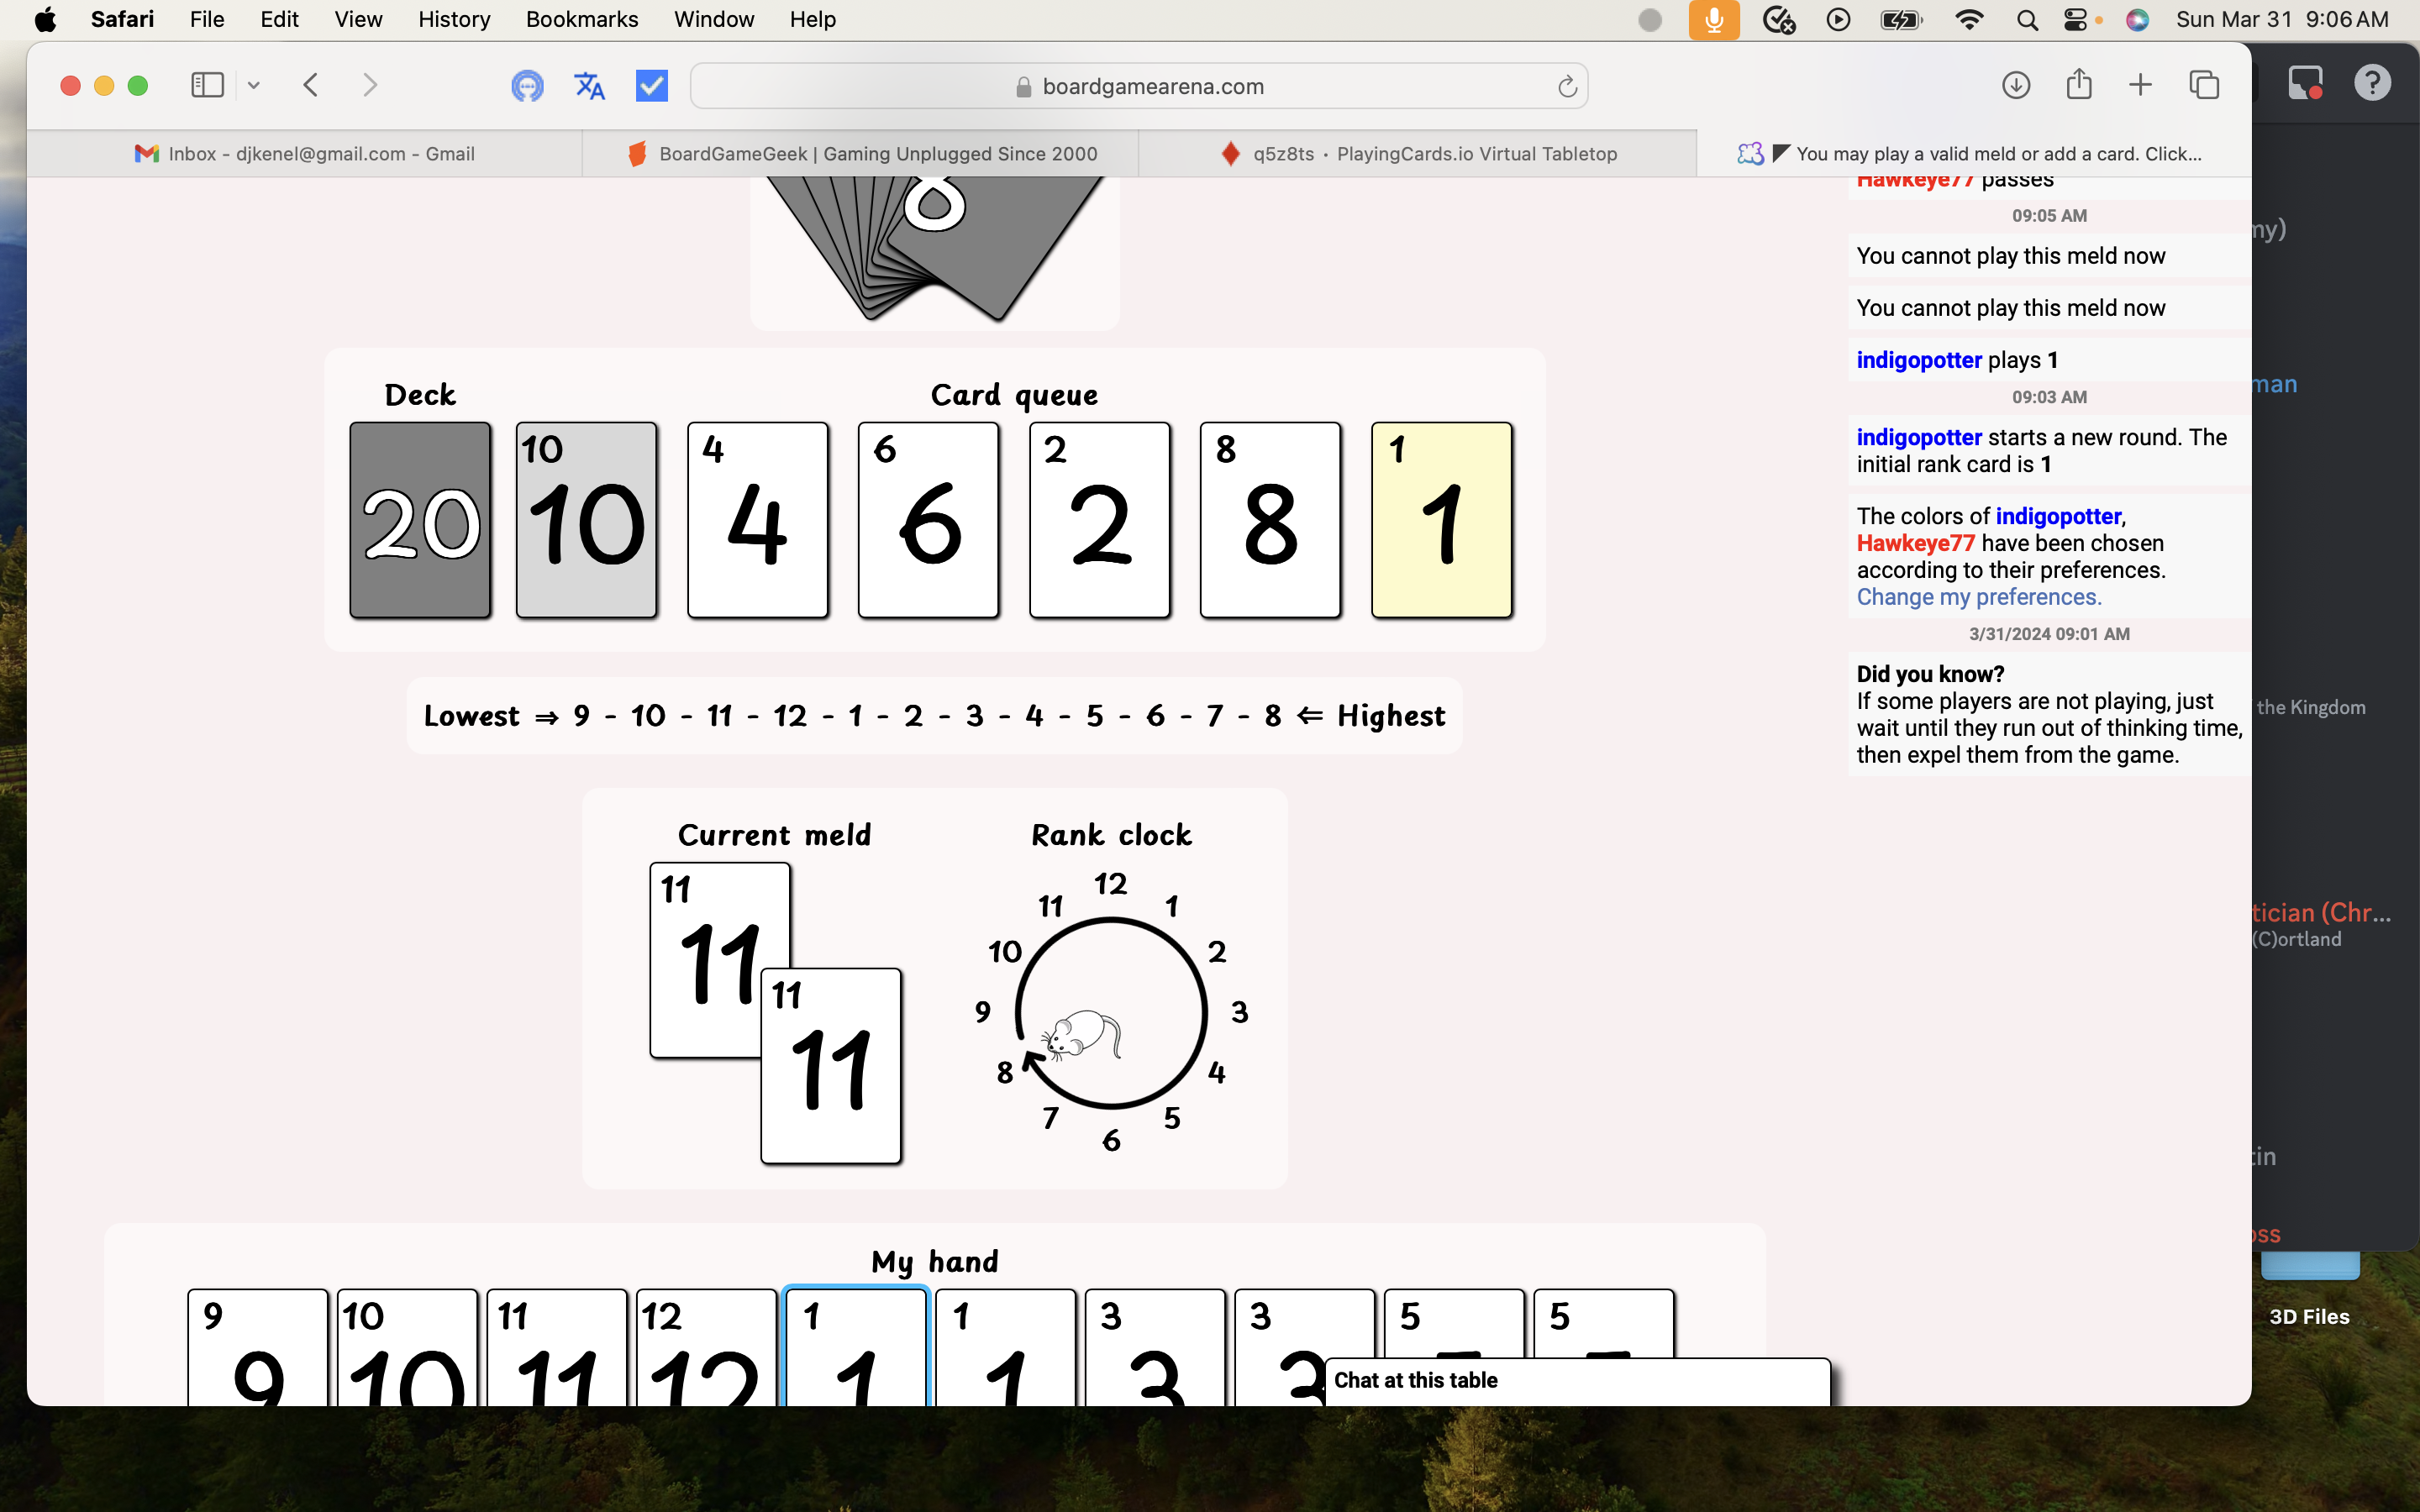 Safari File Edit View History Bookmarks Window Help Sun Mar 31 9:06 AM
boardgamearena.com
Inbox - djkenel@gmail.com - Gmail
BoardGameGeek | Gaming Unplugged Since 2000
q5z8ts • PlayingCards.io Virtual Tabletop
You may play a valid meld or add a card. Click...
8
Deck
Card queue
20
10
10
4
4
6
6
2
2
8
8
1
1
Lowest ⇒ 9 - 10 - 11 - 12 - 1 - 2 - 3 - 4 - 5 - 6 - 7 - 8 ⇐ Highest
Current meld
11
11
11
11
Rank clock
12
1
2
3
4
5
6
7
8
9
10
11
My hand
9
9
10
10
11
11
12
12
1
1
1
1
3
3
3
3
5
5
Chat at this table
Hawkeye77 passes
09:05 AM
You cannot play this meld now
You cannot play this meld now
indigopotter plays 1
09:03 AM
indigopotter starts a new round. The
initial rank card is 1
The colors of indigopotter,
Hawkeye77 have been chosen
according to their preferences.
Change my preferences.
3/31/2024 09:01 AM
Did you know?
If some players are not playing, just
wait until they run out of thinking time,
then expel them from the game.
?
my)
man
the Kingdom
tician (Chr...
(C)ortland
tin
oss
3D Files